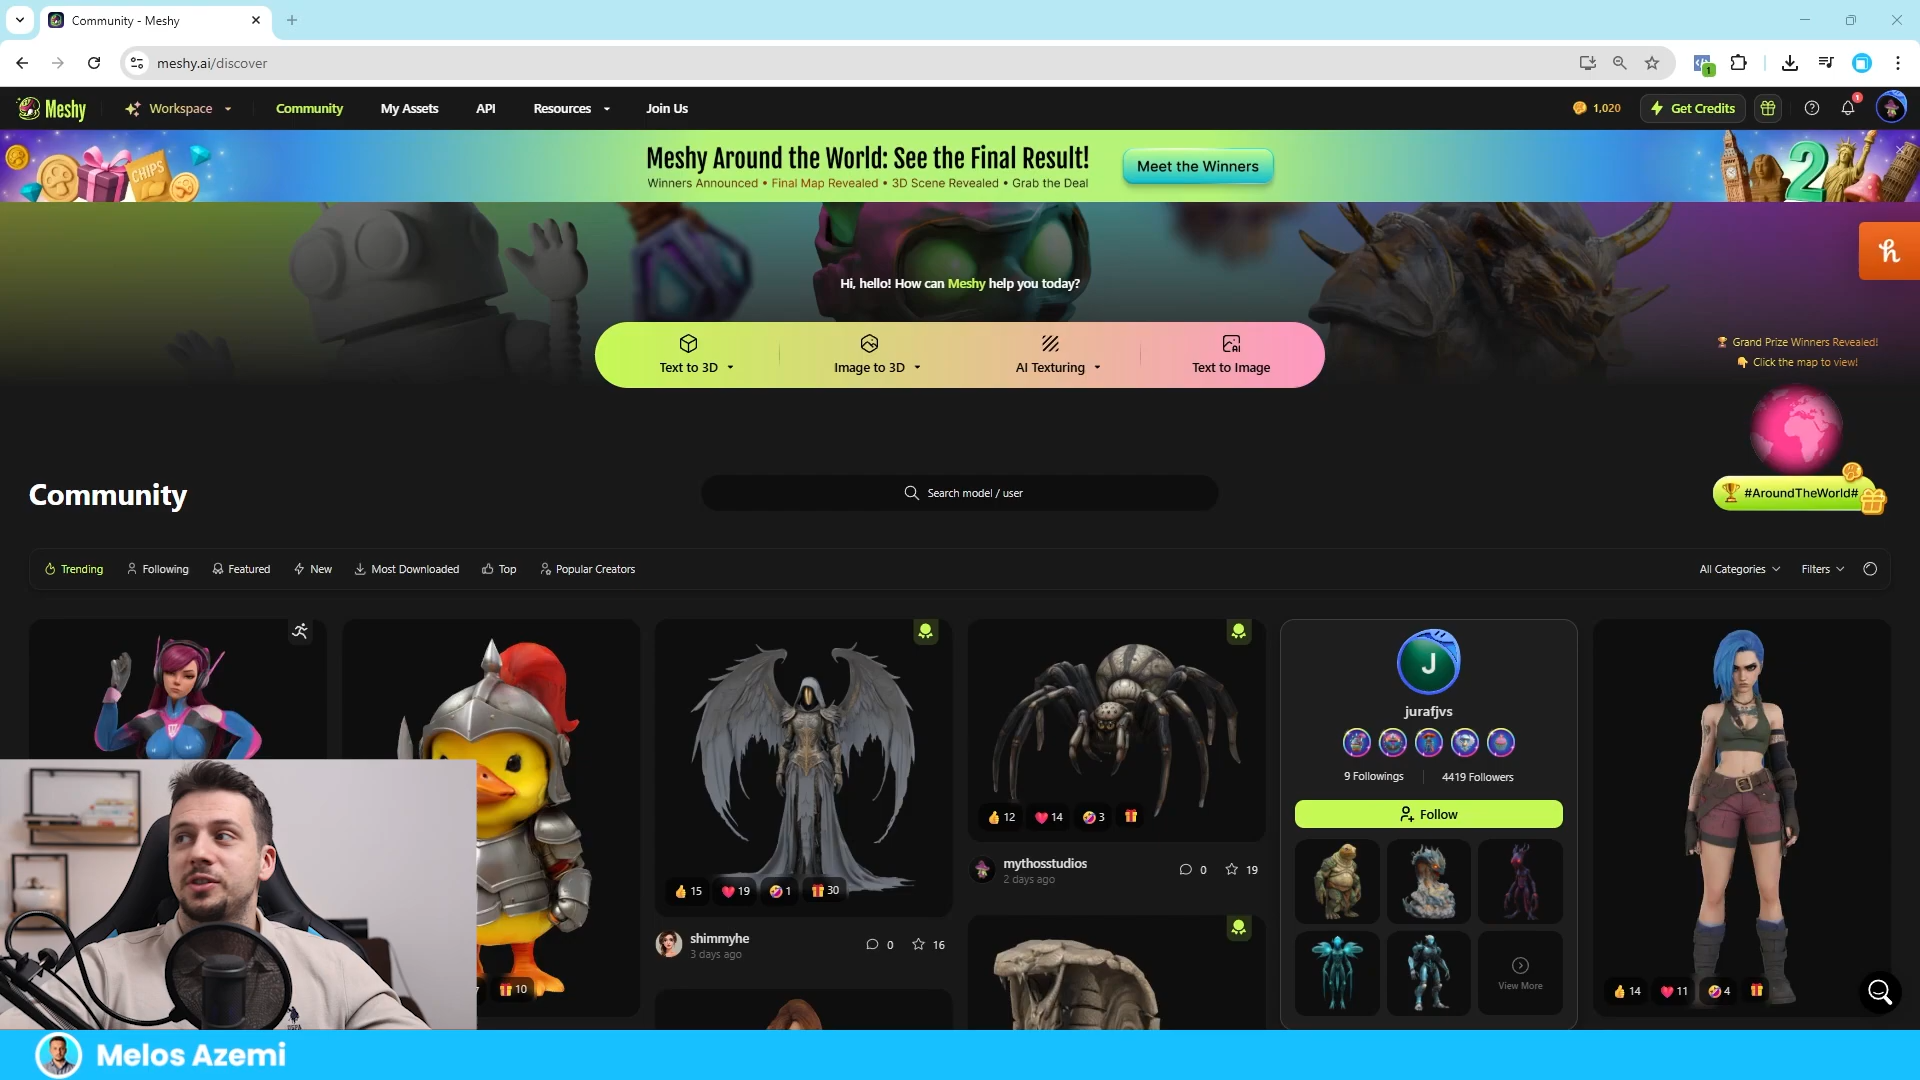 Community - Meshy
meshy.ai/discover
1
Meshy
Workspace
Community
My Assets
API
Resources
Join Us
1,020
Get Credits
1
CHIPS
Meshy Around the World: See the Final Result!
Winners Announced • Final Map Revealed • 3D Scene Revealed • Grab the Deal
Meet the Winners
2
Hi, hello! How can Meshy help you today?
h
Text to 3D
Image to 3D
AI Texturing
Text to Image
Grand Prize Winners Revealed!
Click the map to view!
Community
Search model / user
#AroundTheWorld#
Trending
Following
Featured
New
Most Downloaded
Top
Popular Creators
All Categories
Filters
10
15
19
1
30
shimmyhe
3 days ago
0
16
12
14
3
mythosstudios
2 days ago
0
19
J
jurafjvs
9 Followings
4419 Followers
Follow
View More
14
11
4
Melos Azemi